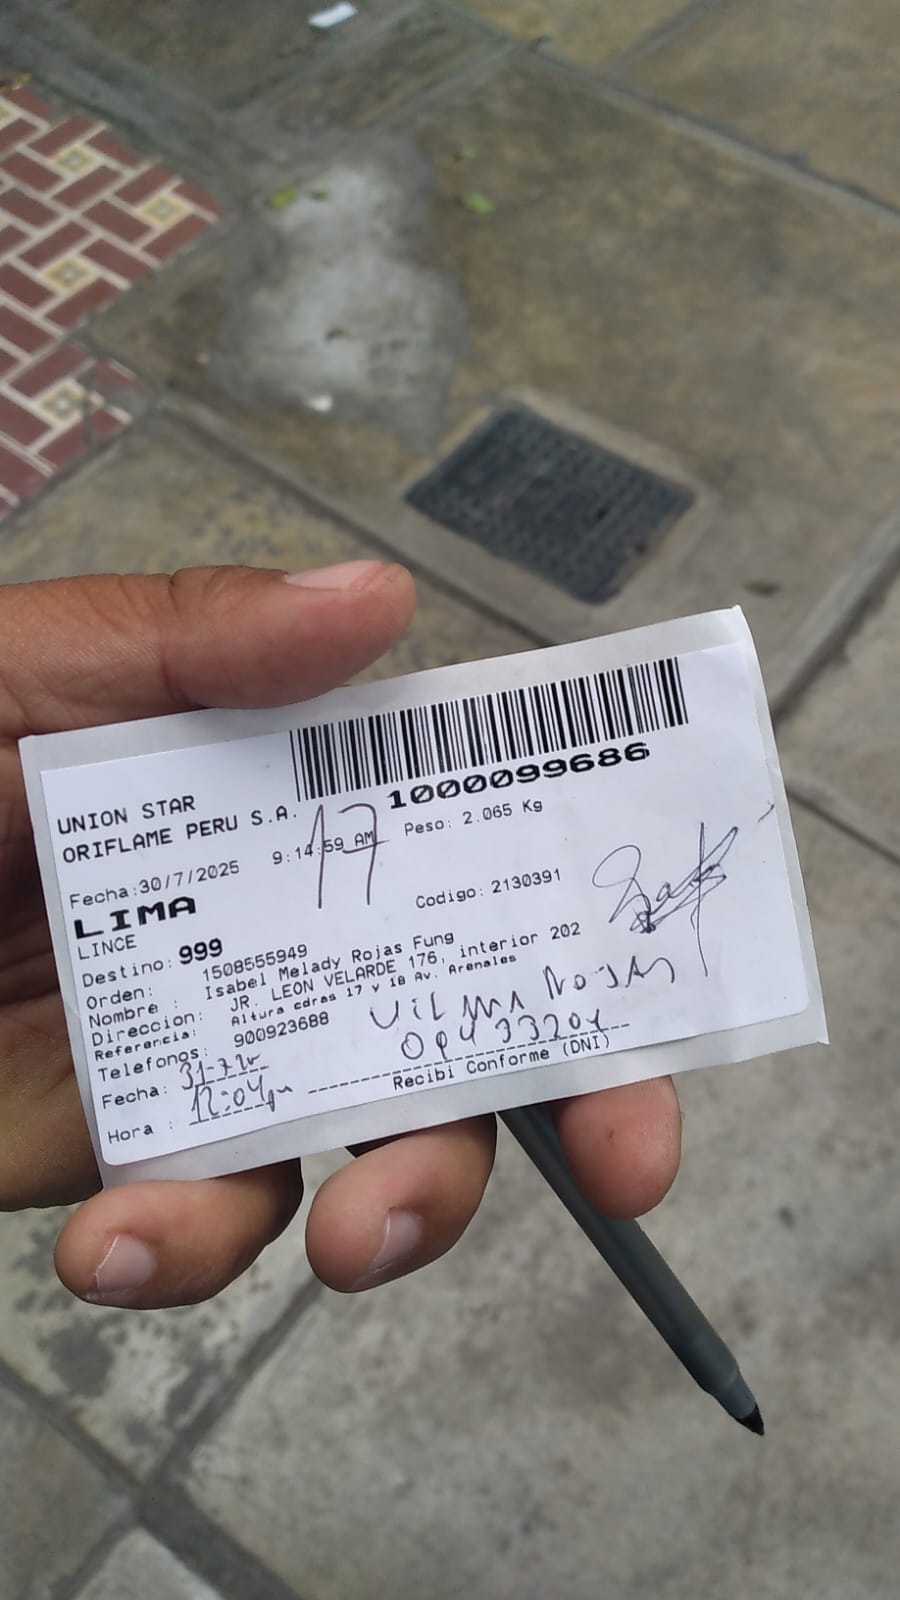 1000099686
UNION STAR
ORIFLAME PERU S.A.
17
Peso: 2.065 Kg
Fecha:30/7/2025 9:14:59 AM
LIMA
Codigo: 2130391
LINCE
Destino: 999
Orden: 1508555949
Nombre : Isabel Melady Rojas Fung
Direccion: JR. LEON VELARDE 176, interior 202
Referencia: Altura cdras 17 y 18 Av. Arenales
Telefonos: 900923688
Vilma Rojas
Fecha: 31-7-25
Hora : 12:04pm
Recibi Conforme (DNI)